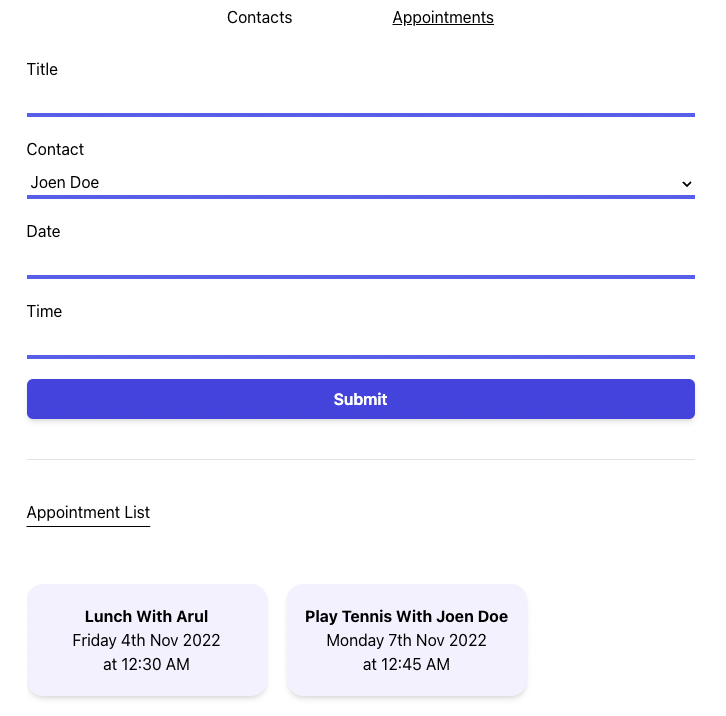 Contacts Appointments
Title
Contact
Joen Doe
Date
Time
Submit
Appointment List
Lunch With Arul
Friday 4th Nov 2022
at 12:30 AM
Play Tennis With Joen Doe
Monday 7th Nov 2022
at 12:45 AM